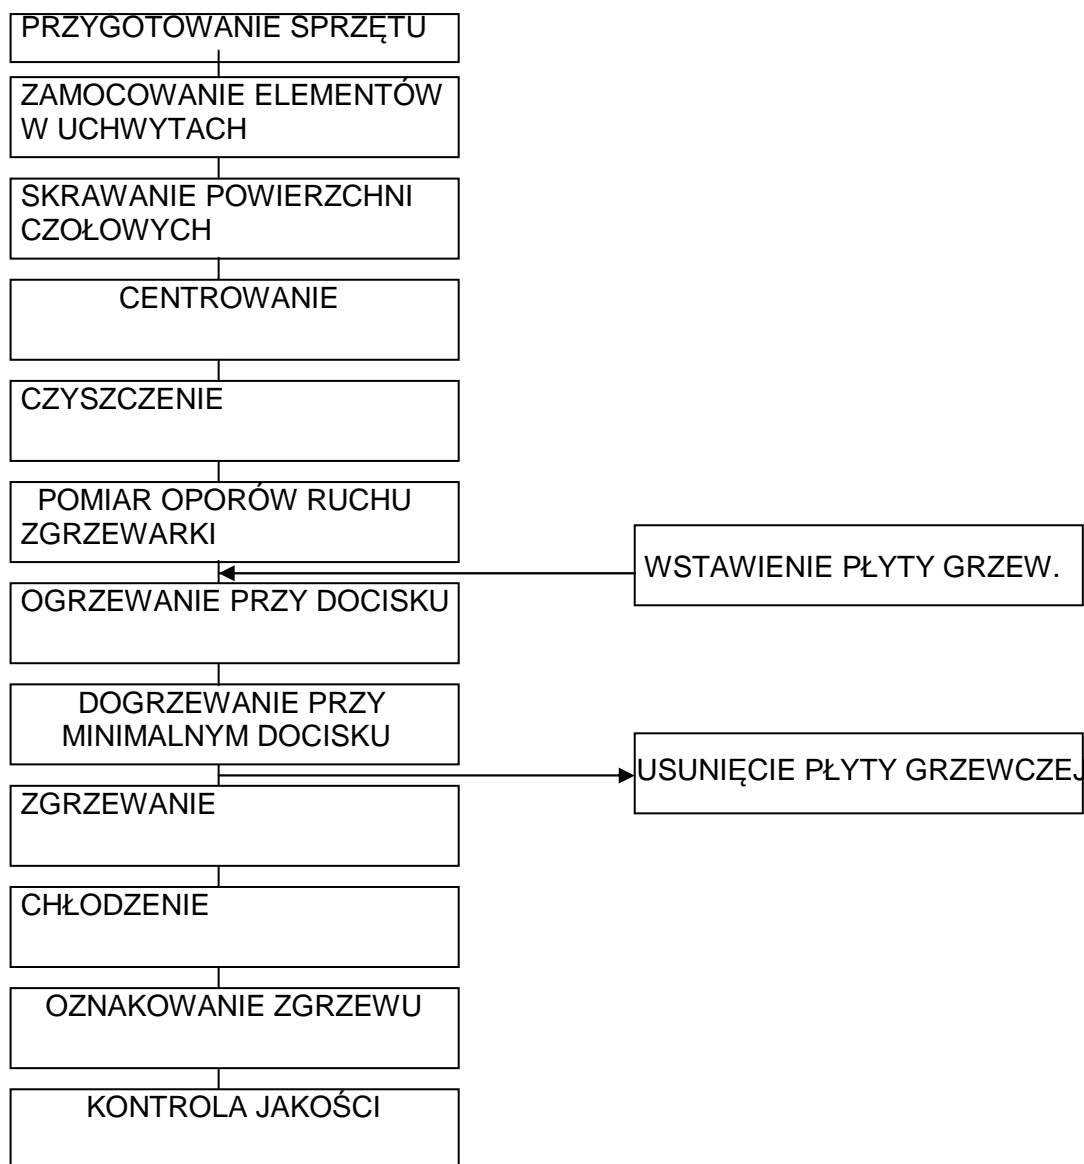 PRZYGOTOWANIE SPRZĘTU
ZAMOCOWANIE ELEMENTÓW
W UCHWYTACH
SKRAWANIE POWIERZCHNI
CZOŁOWYCH
CENTROWANIE
CZYSZCZENIE
POMIAR OPORÓW RUCHU
ZGRZEWARKI
WSTAWIENIE PŁYTY GRZEW.
OGRZEWANIE PRZY DOCISKU
DOGRZEWANIE PRZY
MINIMALNYM DOCISKU
USUNIĘCIE PŁYTY GRZEWCZEJ
ZGRZEWANIE
CHŁODZENIE
OZNAKOWANIE ZGRZEWU
KONTROLA JAKOŚCI